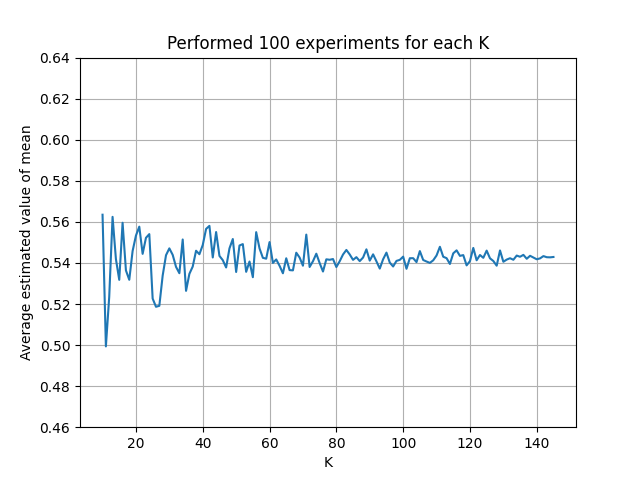 Performed 100 experiments for each K
0.64
0.62
0.60
0.58
0.56
0.54
0.52
0.50
0.48
0.46
Average estimated value of mean
20 40 60 80 100 120 140
K